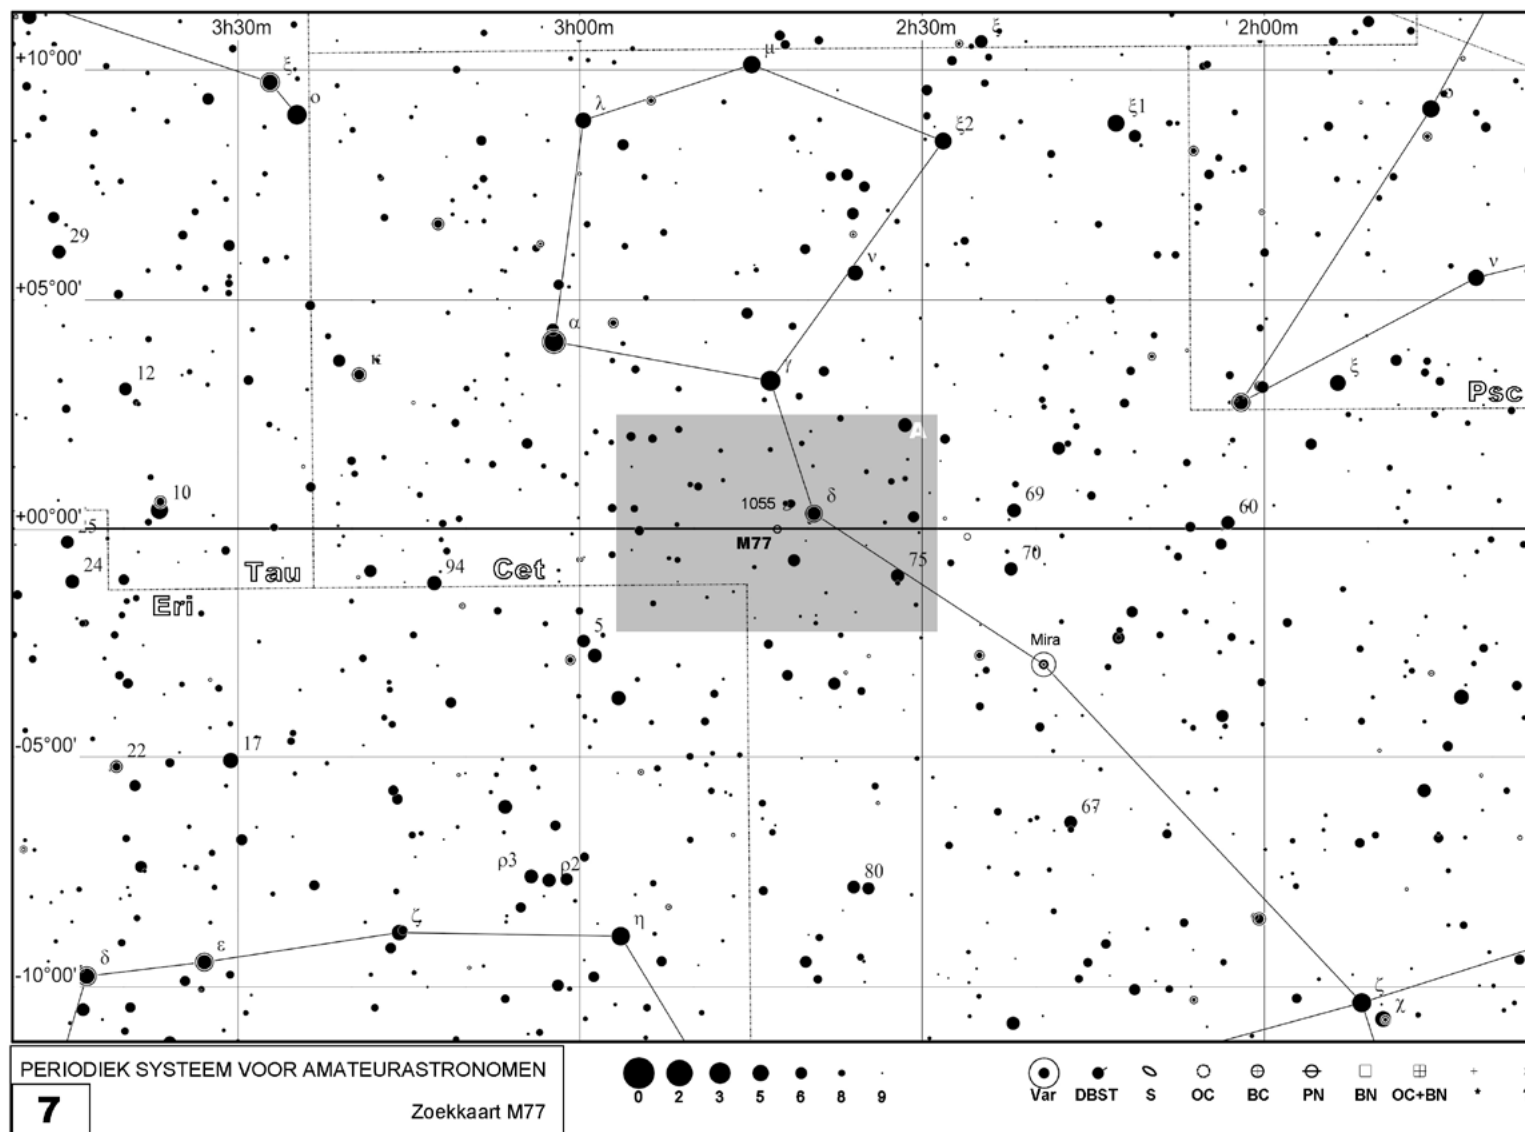 3h30m 3h00m 2h30m 2h00m
ξ
μ
+10°00'
ξ
ο
λ
ξ2
ξ1
29
ν
ν
+05°00'
α
γ
κ
12
ξ
Psc
A
10
1055
δ
69
60
+00°00'
5
M77
24
Tau
94
Cet
75
70
Eri
5
Mira
-05°00'
22
17
67
ρ3
ρ2
80
ζ
η
δ
ε
-10°00'
ζ
χ
PERIODIEK SYSTEEM VOOR AMATEURASTRONOMEN
7
Zoekkaart M77
0 2 3 5 6 8 9
Var DBST S OC BC PN BN OC+BN *